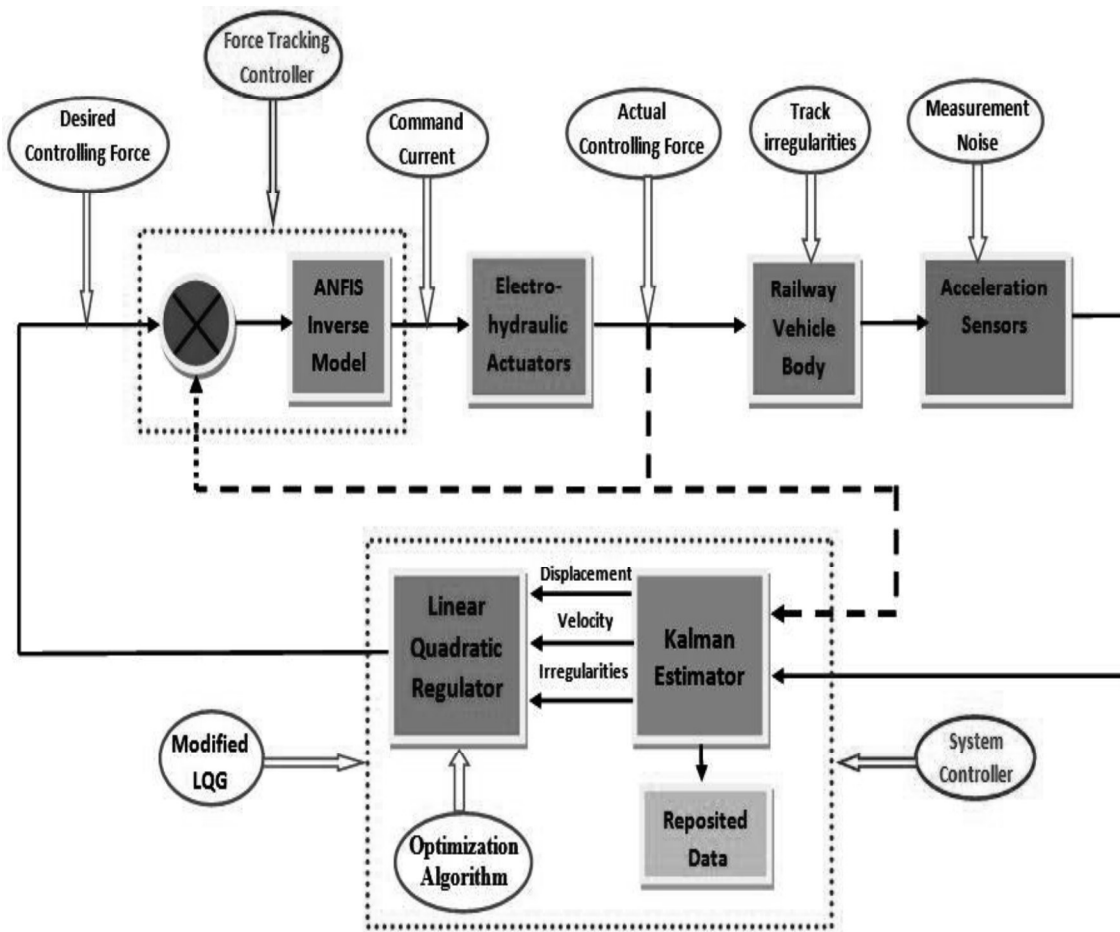 Force Tracking
Controller
Desired
Controlling Force
Command
Current
Actual
Controlling Force
Track
irregularities
Measurement
Noise
ANFIS
Inverse
Model
Electro-
hydraulic
Actuators
Railway
Vehicle
Body
Acceleration
Sensors
Linear
Quadratic
Regulator
Displacement
Velocity
Irregularities
Kalman
Estimator
Modified
LQG
System
Controller
Optimization
Algorithm
Reposited
Data